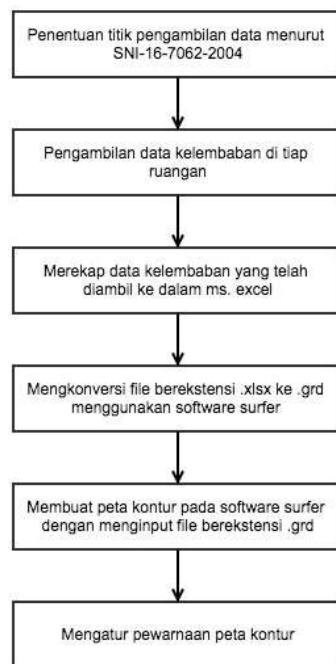 Penentuan titik pengambilan data menurut
SNI-16-7062-2004
Pengambilan data kelembaban di tiap
ruangan
Merekap data kelembaban yang telah
diambil ke dalam ms. excel
Mengkonversi file berekstensi .xlsx ke .grd
menggunakan software surfer
Membuat peta kontur pada software surfer
dengan menginput file berekstensi .grd
Mengatur pewarnaan peta kontur